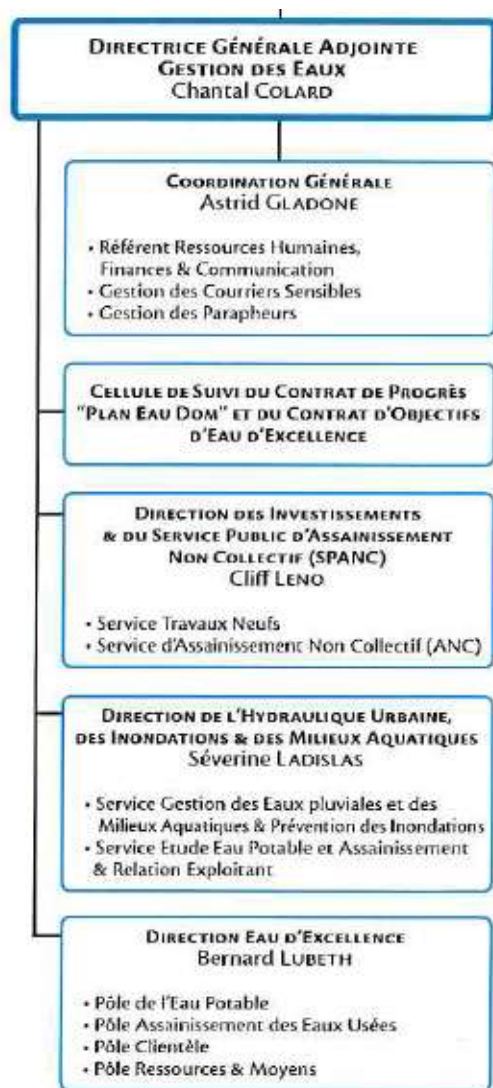 DIRECTRICE GÉNÉRALE ADJOINTE
GESTION DES EAUX
Chantal COLARD
COORDINATION GÉNÉRALE
Astrid GLADONE
• Référent Ressources Humaines,
Finances & Communication
• Gestion des Courriers Sensibles
• Gestion des Parapheurs
CELLULE DE SUIVI DU CONTRAT DE PROGRÈS
"PLAN EAU DOM" ET DU CONTRAT D'OBJECTIFS
D'EAU D'EXCELLENCE
DIRECTION DES INVESTISSEMENTS
& DU SERVICE PUBLIC D'ASSAINISSEMENT
NON COLLECTIF (SPANC)
Cliff LENO
• Service Travaux Neufs
• Service d'Assainissement Non Collectif (ANC)
DIRECTION DE L'HYDRAULIQUE URBAINE,
DES INONDATIONS & DES MILIEUX AQUATIQUES
Séverine LADISLAS
• Service Gestion des Eaux pluviales et des
Milieux Aquatiques & Prévention des Inondations
• Service Etude Eau Potable et Assainissement
& Relation Exploitant
DIRECTION EAU D'EXCELLENCE
Bernard LUBETH
• Pôle de l'Eau Potable
• Pôle Assainissement des Eaux Usées
• Pôle Clientèle
• Pôle Ressources & Moyens